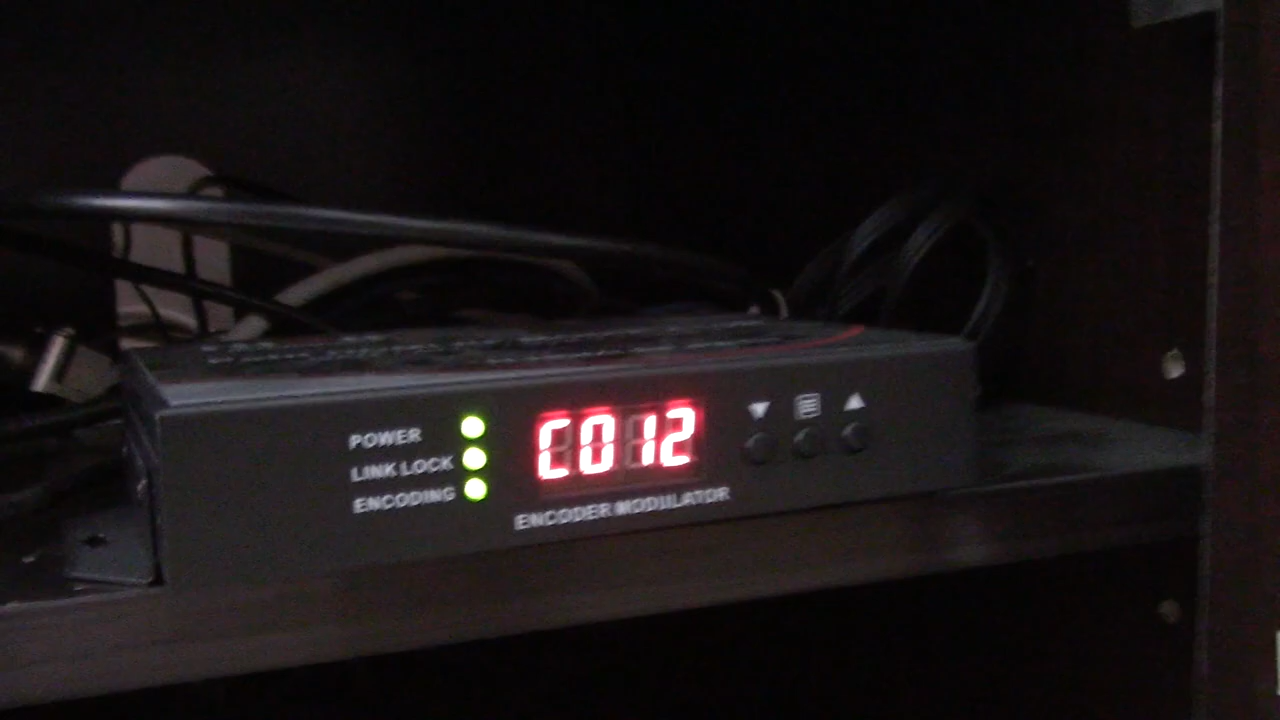 POWER
LINK LOCK
ENCODING
C012
ENCODER MODULATOR